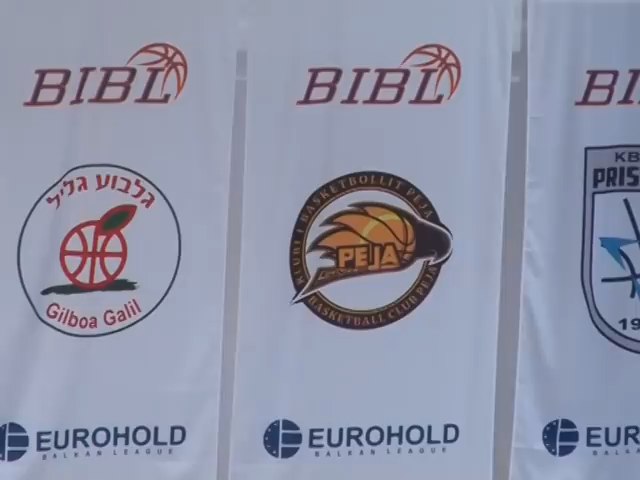 BIBL
גלבוע גליל
Gilboa Galil
EUROHOLD
BALKAN LEAGUE
BIBL
KLUBI I BASKETBOLLIT PEJA
PEJA
BASKETBALL CLUB PEJA
EUROHOLD
BALKAN LEAGUE
BI
KB
PRIS
19
EUR
BALKA